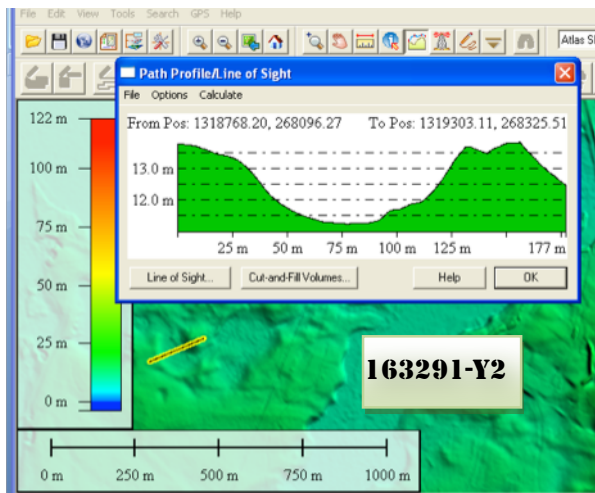 File Edit View Tools Search GPS Help
Atlas Sh
Path Profile/Line of Sight
File Options Calculate
From Pos: 1318768.20, 268096.27 To Pos: 1319303.11, 268325.51
13.0 m
12.0 m
25 m 50 m 75 m 100 m 125 m 177 m
Line of Sight... Cut-and-Fill Volumes... Help OK
122 m
100 m
75 m
50 m
25 m
0 m
163291-Y2
0 m 250 m 500 m 750 m 1000 m